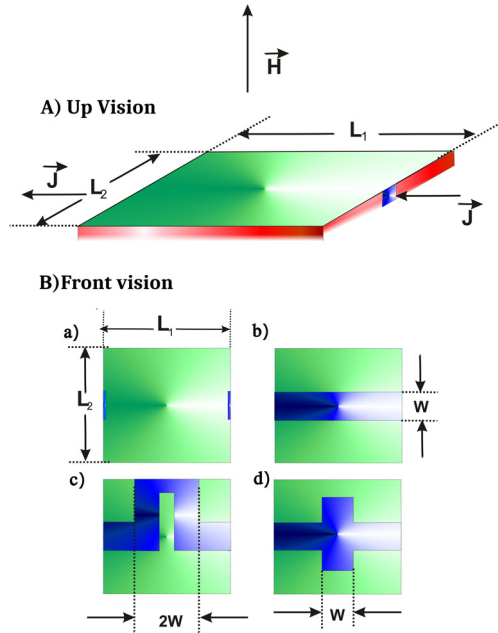 H
A) Up Vision
L1
J
L2
J
B)Front vision
a)
L1
b)
L2
W
c)
d)
2W
W